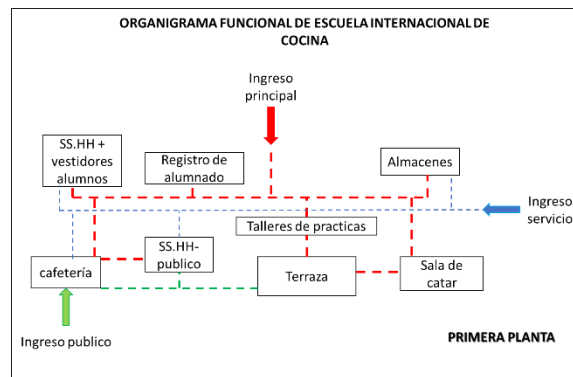 ORGANIGRAMA FUNCIONAL DE ESCUELA INTERNACIONAL DE
COCINA
Ingreso
principal
SS.HH +
vestidores
alumnos
Registro de
alumnado
Almacenes
Ingreso
servicio
Talleres de practicas
SS.HH-
publico
cafetería
Terraza
Sala de
catar
Ingreso publico
PRIMERA PLANTA